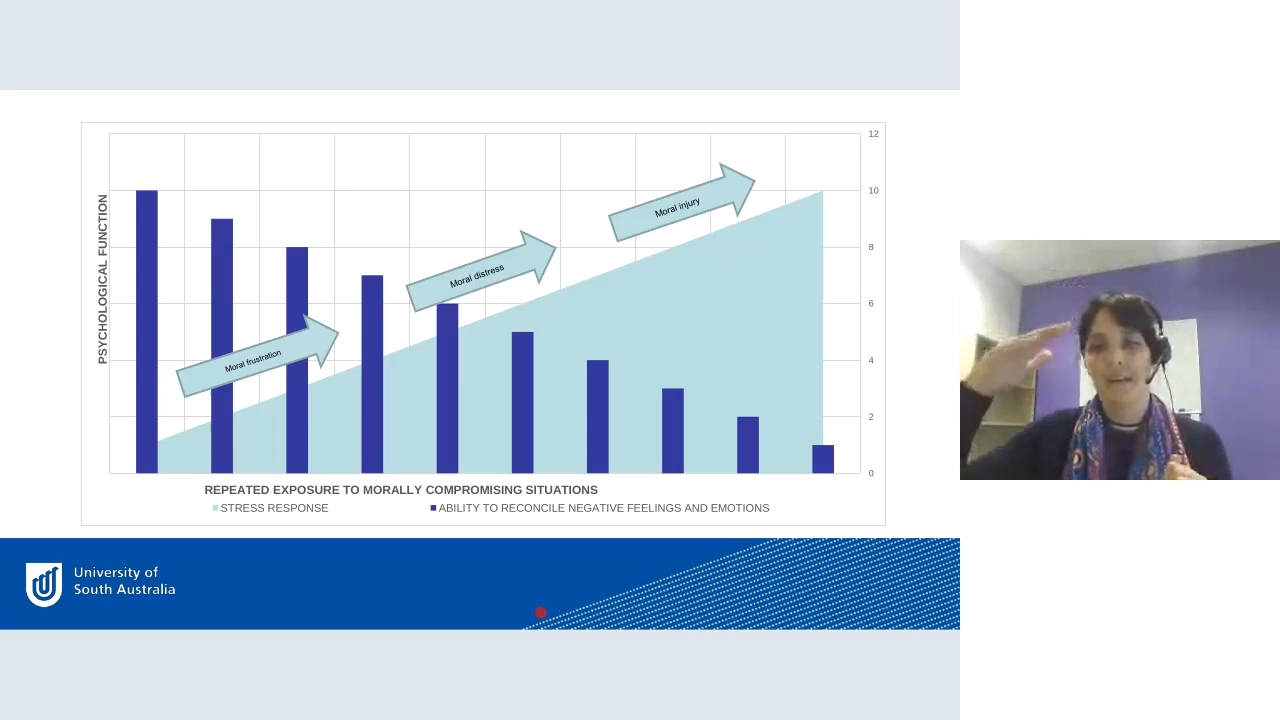 12
10
8
6
4
2
0
PSYCHOLOGICAL FUNCTION
Moral frustration
Moral distress
Moral injury
REPEATED EXPOSURE TO MORALLY COMPROMISING SITUATIONS
STRESS RESPONSE
ABILITY TO RECONCILE NEGATIVE FEELINGS AND EMOTIONS
University of
South Australia